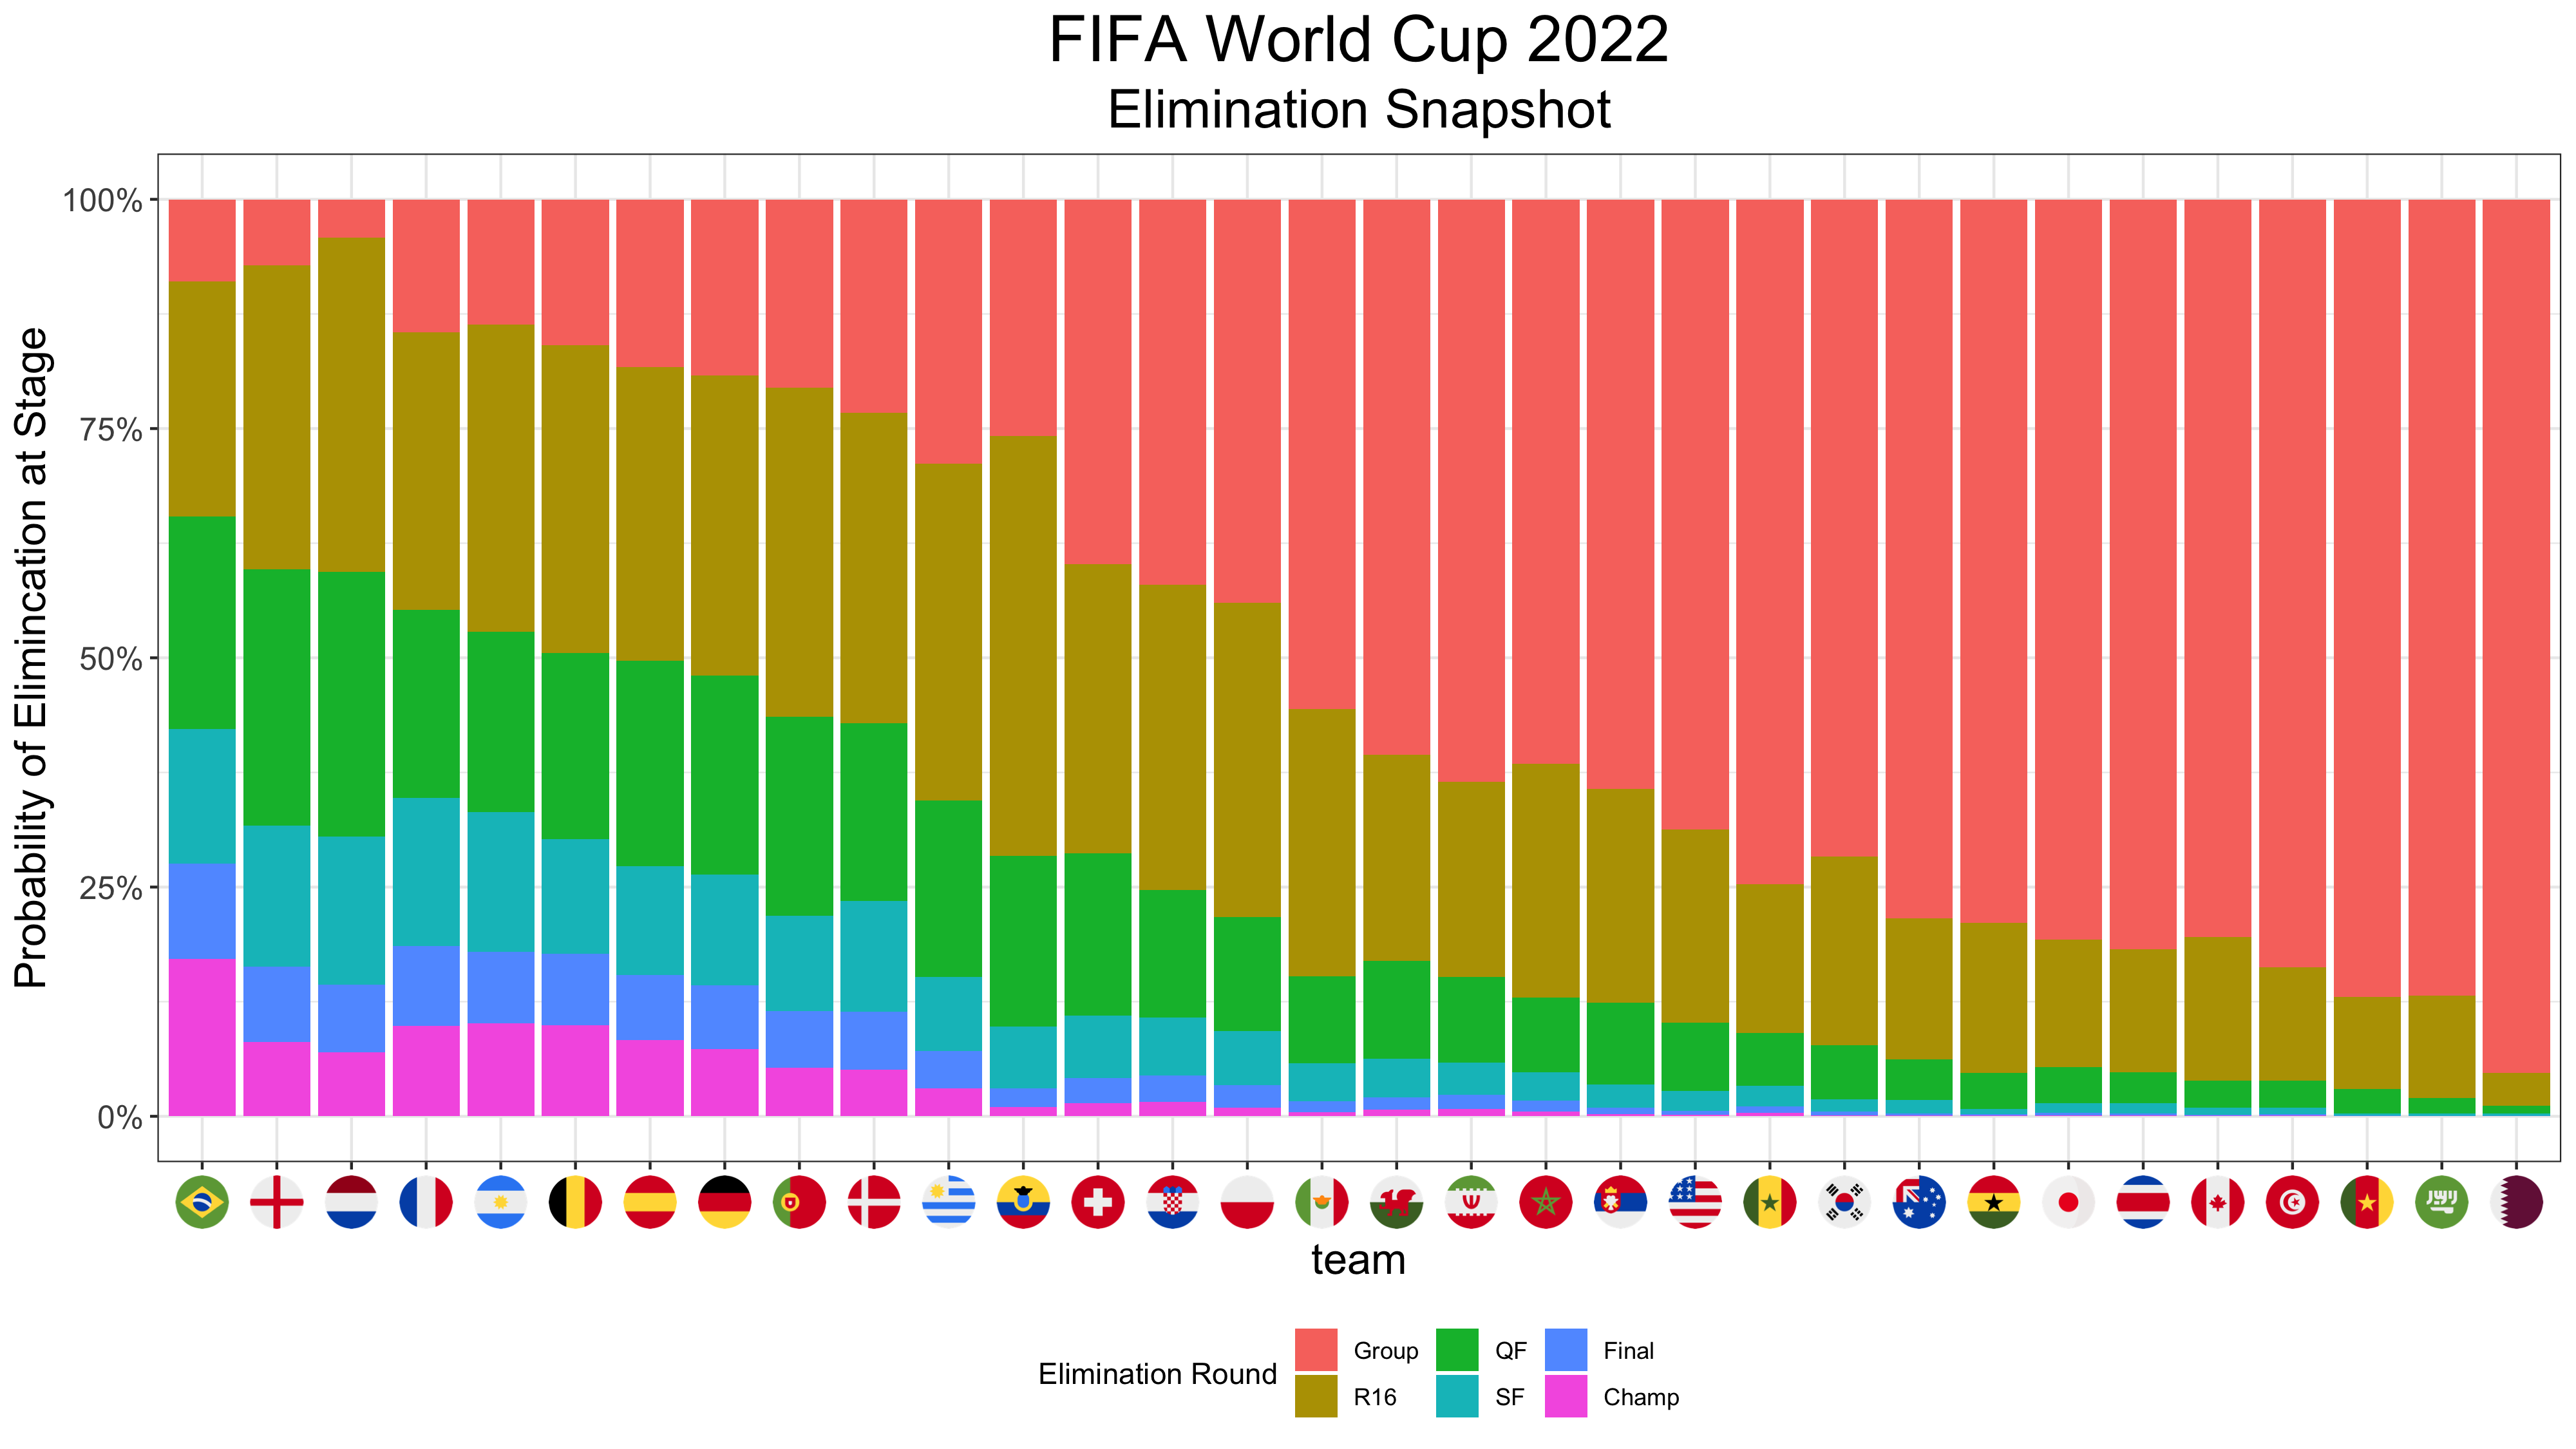 FIFA World Cup 2022
Elimination Snapshot
Probability of Elimincation at Stage
100%
75%
50%
25%
0%
team
Elimination Round
Group
QF
Final
R16
SF
Champ